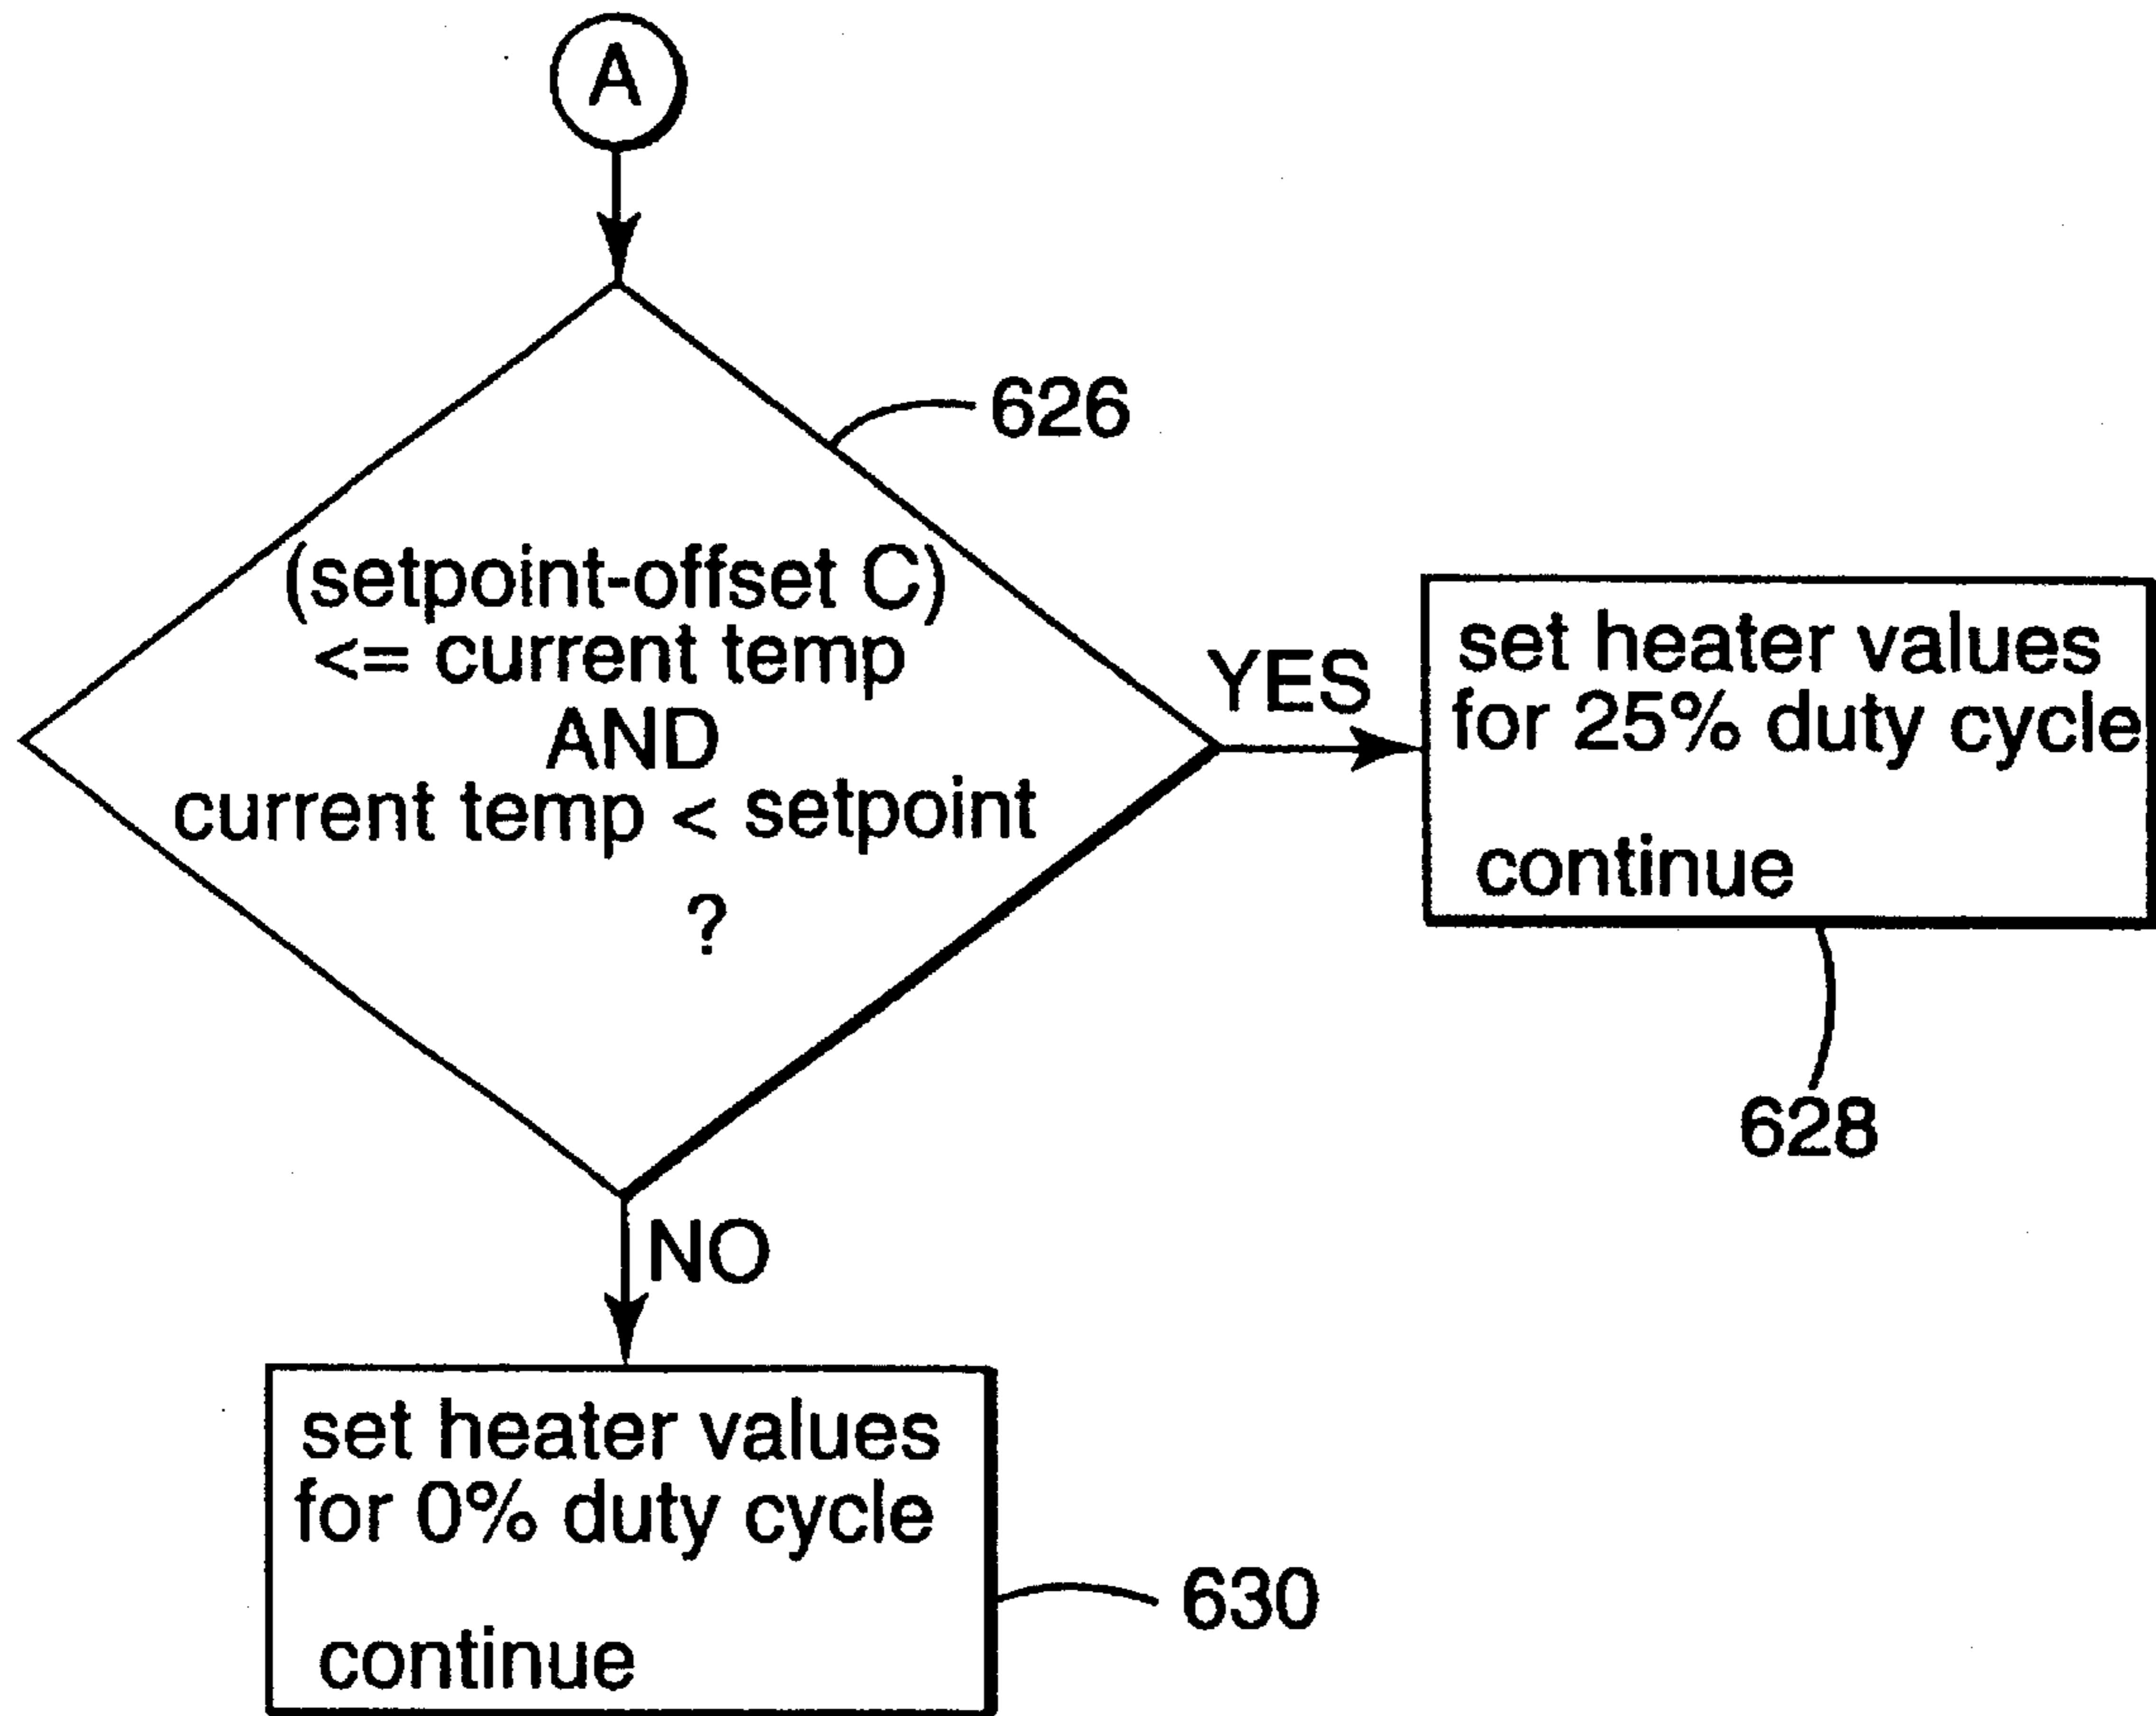 A
626
(setpoint-offset C)
<= current temp
AND
current temp < setpoint
?
YES
set heater values
for 25% duty cycle
continue
628
NO
set heater values
for 0% duty cycle
continue
630